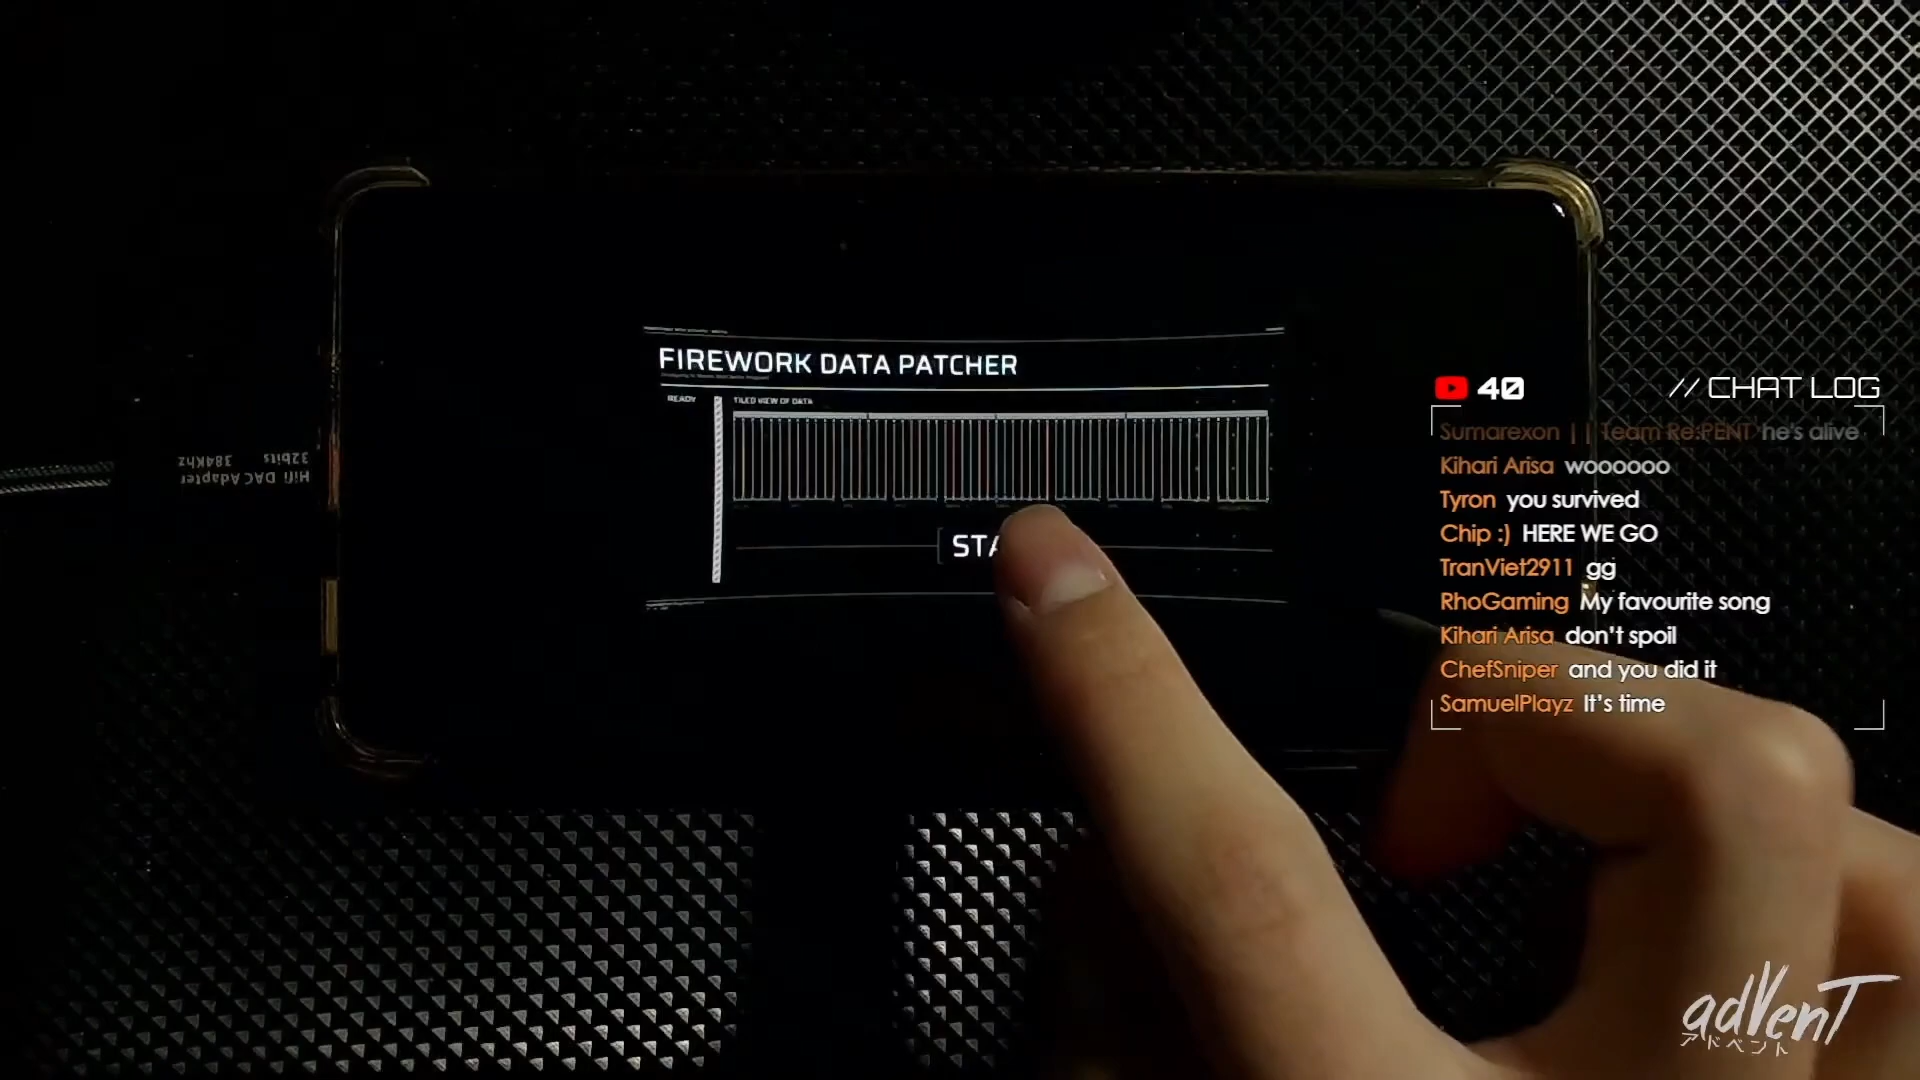 FIREWORK DATA PATCHER
READY
TILED VIEW OF DATA
STA
Hifi DAC Adapter
32bits 384Khz
40
// CHAT LOG
Sumarexon || Team Re:PENT he's alive
Kihari Arisa woooooo
Tyron you survived
Chip :) HERE WE GO
TranViet2911 gg
RhoGaming My favourite song
Kihari Arisa don't spoil
ChefSniper and you did it
SamuelPlayz It's time
adVenT
アドベント